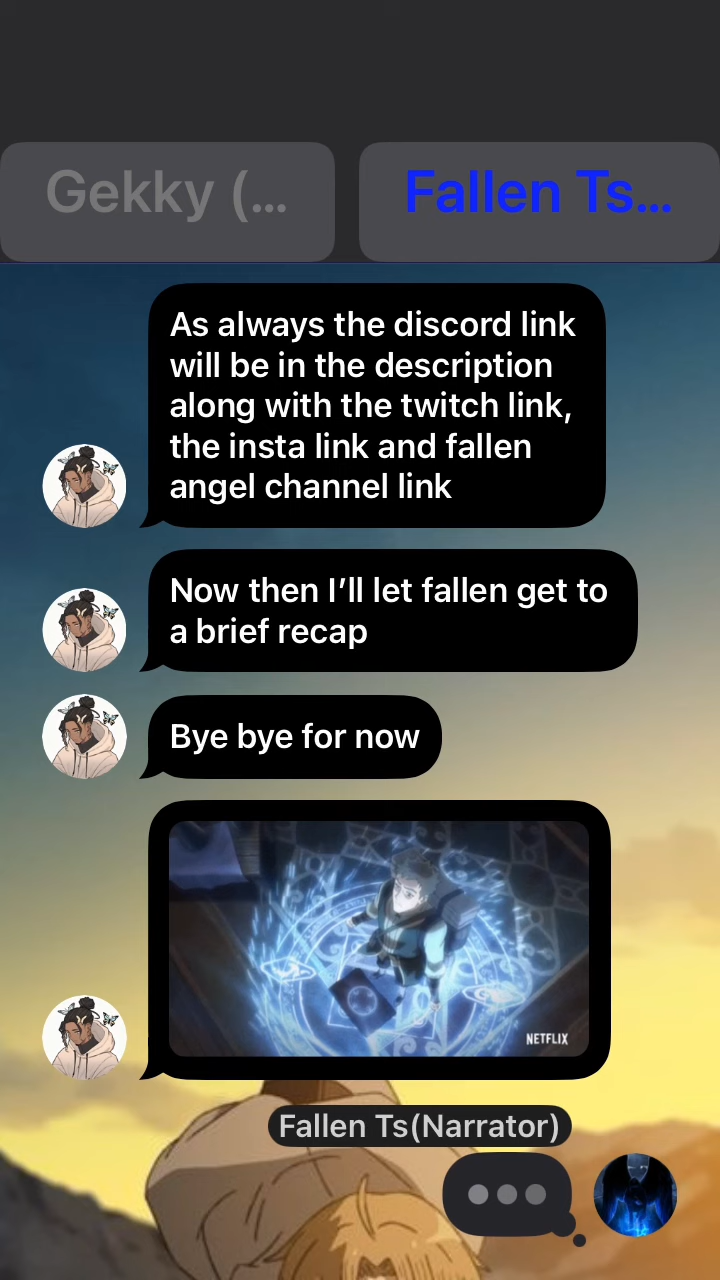 Gekky (...
Fallen Ts...
As always the discord link
will be in the description
along with the twitch link,
the insta link and fallen
angel channel link
Now then I’ll let fallen get to
a brief recap
Bye bye for now
NETFLIX
Fallen Ts(Narrator)